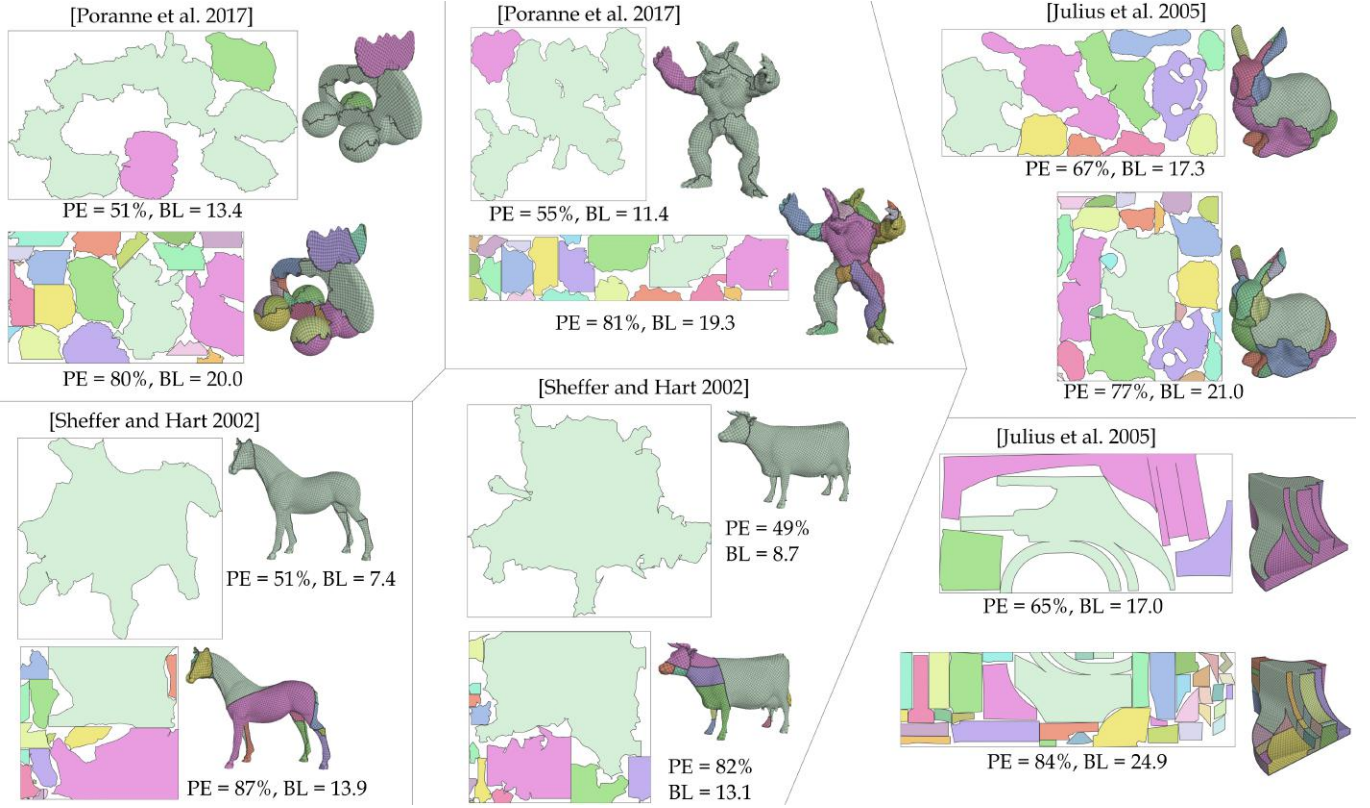 [Poranne et al. 2017]
PE = 51%, BL = 13.4
PE = 80%, BL = 20.0
[Poranne et al. 2017]
PE = 55%, BL = 11.4
PE = 81%, BL = 19.3
[Julius et al. 2005]
PE = 67%, BL = 17.3
PE = 77%, BL = 21.0
[Sheffer and Hart 2002]
PE = 51%, BL = 7.4
PE = 87%, BL = 13.9
[Sheffer and Hart 2002]
PE = 49%
BL = 8.7
PE = 82%
BL = 13.1
[Julius et al. 2005]
PE = 65%, BL = 17.0
PE = 84%, BL = 24.9